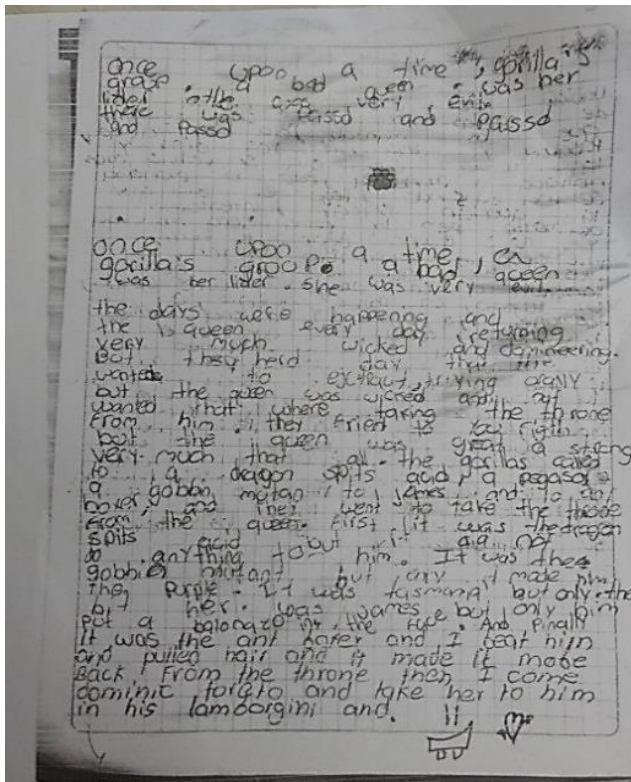 once upon a time, gorilla's
groop. a bad queen. was her
lider in the very evil
there was passd and passd
and passd
once upon a time, a
gorilla's groop. a bad queen
was her lider. she was very evil.
the days were happening and
the queen every day returning
very much wicked and domineering.
But they herd day that the
wanted to extract, trying
but the queen was wicked and not
wanted that where taking the throne
From him. they fried to
but the queen was great a strong
very much that all the gorillas called
to a dragon spits acid, a pegasor
a gobbin mutan to james and to an
boxer, and they went to take the throne
From the queen. First it was the dragon
spits acid but it did not
do anything to him. It was the
gobbin mutant but it made him
the purple. It was tasmania but only the
bit her. was james but only him
put a balonazo in the face. And Finally
It was the ant boxer and I beat him
and pullen hair and it made it move
Back From the throne then I come
dominic toreto and take her to him
in his lamborgini and.